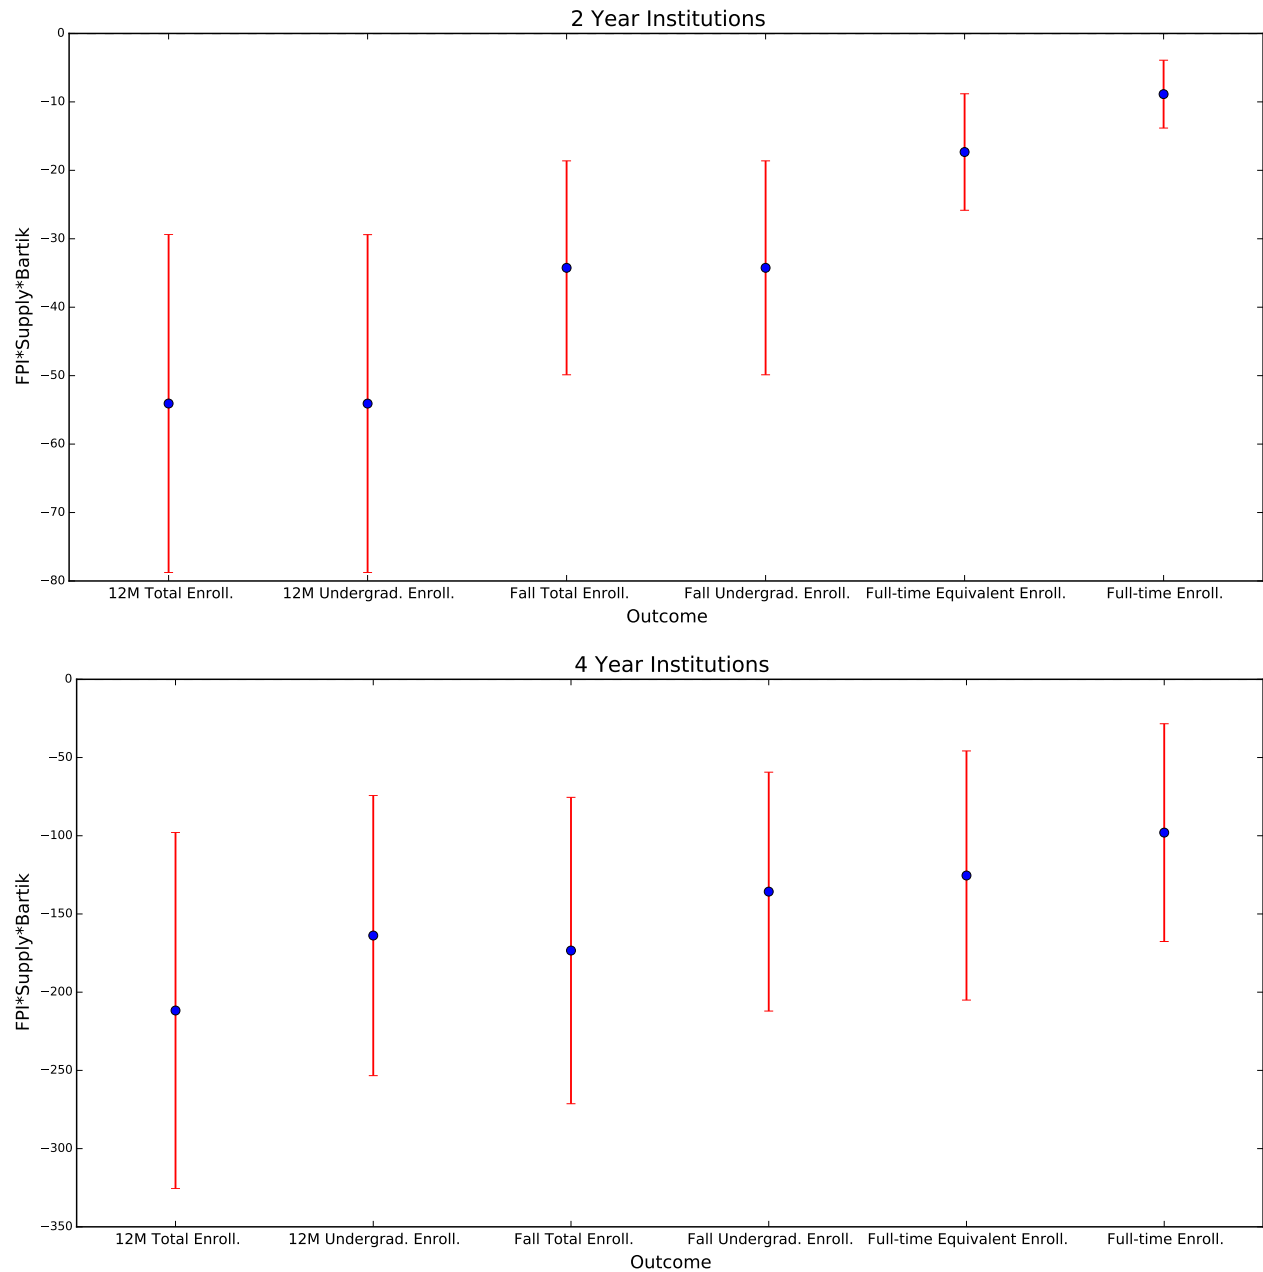 2 Year Institutions
0
−10
−20
−30
−40
−50
−60
−70
−80
FPI*Supply*Bartik
12M Total Enroll. 12M Undergrad. Enroll. Fall Total Enroll. Fall Undergrad. Enroll. Full-time Equivalent Enroll. Full-time Enroll.
Outcome
4 Year Institutions
0
−50
−100
−150
−200
−250
−300
−350
FPI*Supply*Bartik
12M Total Enroll. 12M Undergrad. Enroll. Fall Total Enroll. Fall Undergrad. Enroll. Full-time Equivalent Enroll. Full-time Enroll.
Outcome